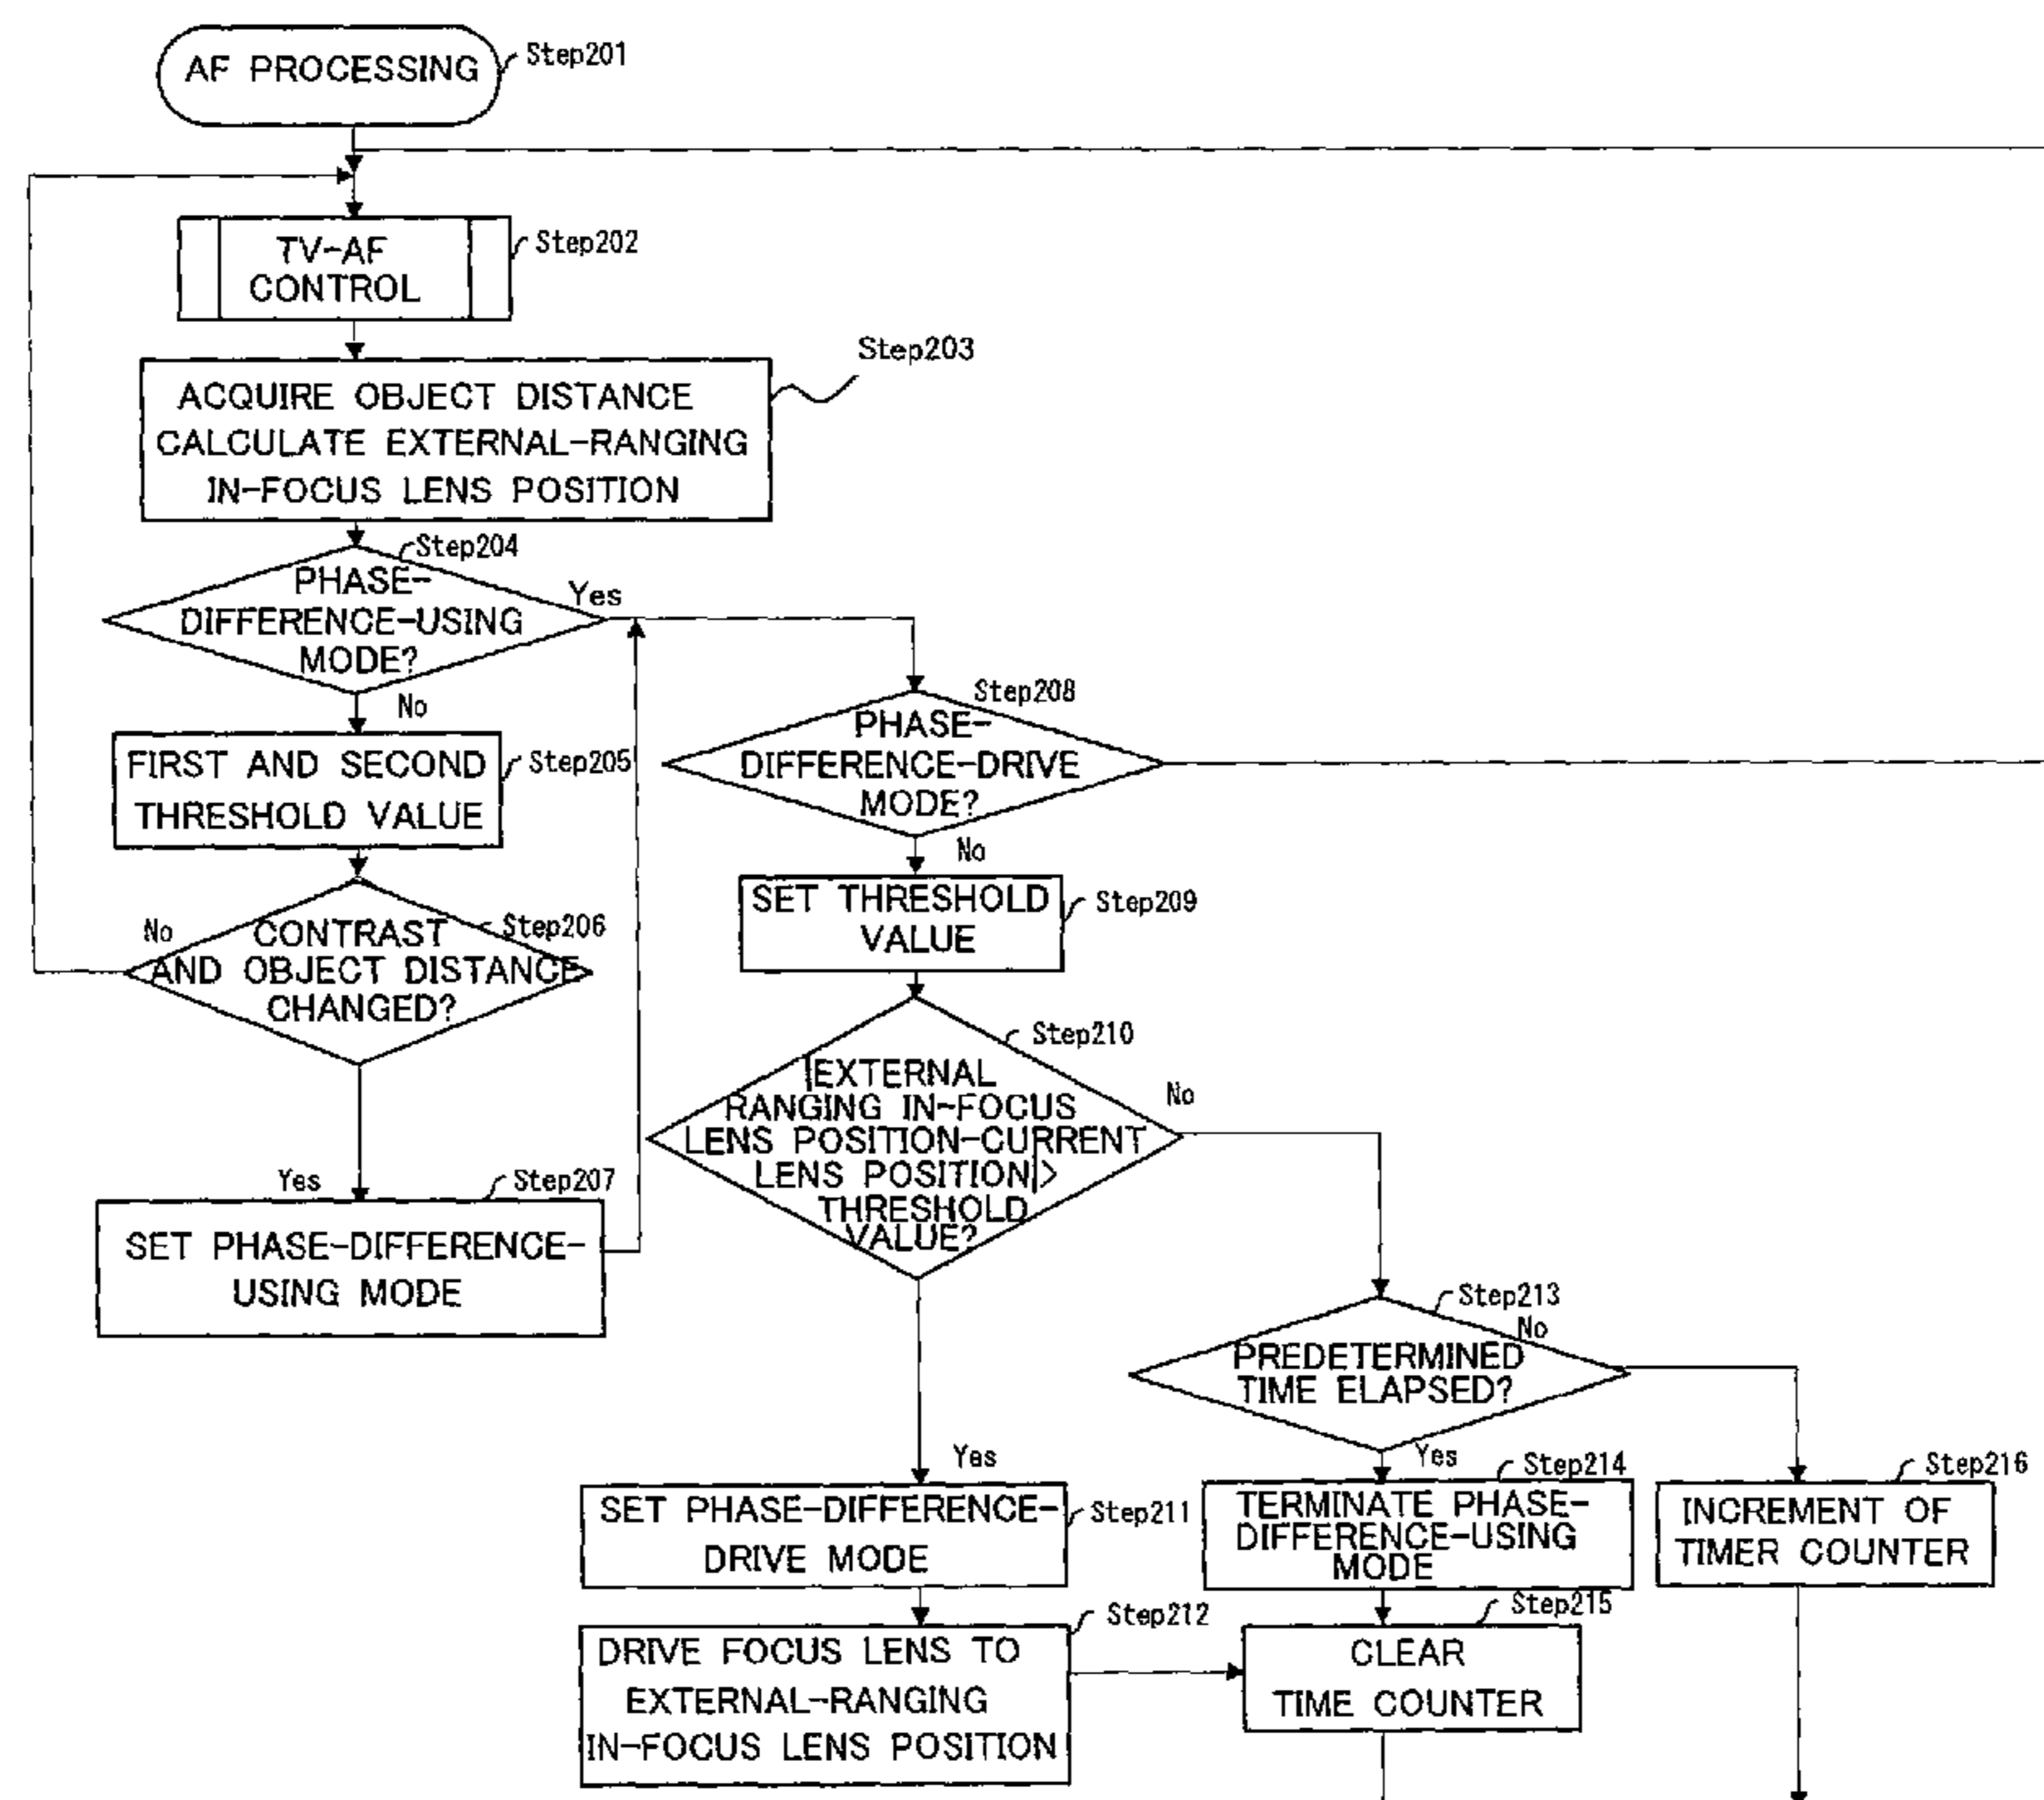 AF PROCESSING
Step201
TV-AF
CONTROL
Step202
Step203
ACQUIRE OBJECT DISTANCE
CALCULATE EXTERNAL-RANGING
IN-FOCUS LENS POSITION
Step204
PHASE-
DIFFERENCE-USING
MODE?
Yes
No
FIRST AND SECOND
THRESHOLD VALUE
Step205
No
CONTRAST
AND OBJECT DISTANCE
CHANGED?
Step206
Yes
Step207
SET PHASE-DIFFERENCE-
USING MODE
Step208
PHASE-
DIFFERENCE-DRIVE
MODE?
No
SET THRESHOLD
VALUE
Step209
Step210
|EXTERNAL
RANGING IN-FOCUS
LENS POSITION-CURRENT
LENS POSITION|>
THRESHOLD
VALUE?
No
Yes
SET PHASE-DIFFERENCE-
DRIVE MODE
Step211
Step212
DRIVE FOCUS LENS TO
EXTERNAL-RANGING
IN-FOCUS LENS POSITION
Step213
No
PREDETERMINED
TIME ELAPSED?
Yes
Step214
TERMINATE PHASE-
DIFFERENCE-USING
MODE
Step215
CLEAR
TIME COUNTER
Step216
INCREMENT OF
TIMER COUNTER